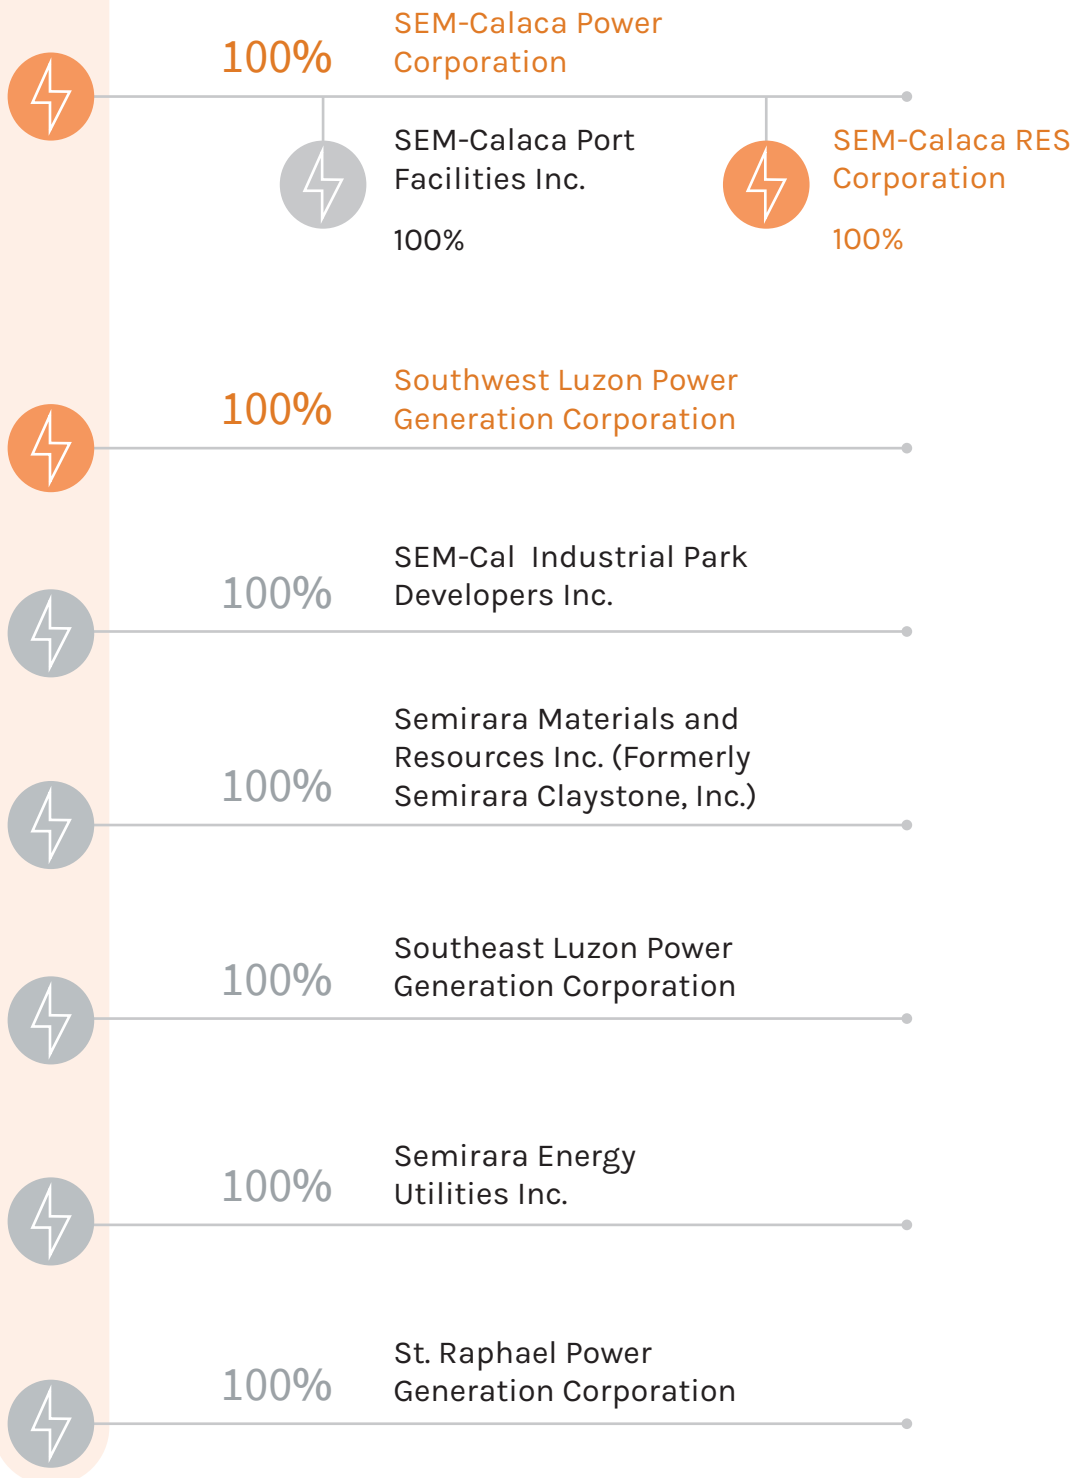 100%
SEM-Calaca Power
Corporation
SEM-Calaca Port
Facilities Inc.
100%
SEM-Calaca RES
Corporation
100%
100%
Southwest Luzon Power
Generation Corporation
100%
SEM-Cal  Industrial Park
Developers Inc.
100%
Semirara Materials and
Resources Inc. (Formerly
Semirara Claystone, Inc.)
100%
Southeast Luzon Power
Generation Corporation
100%
Semirara Energy
Utilities Inc.
100%
St. Raphael Power
Generation Corporation